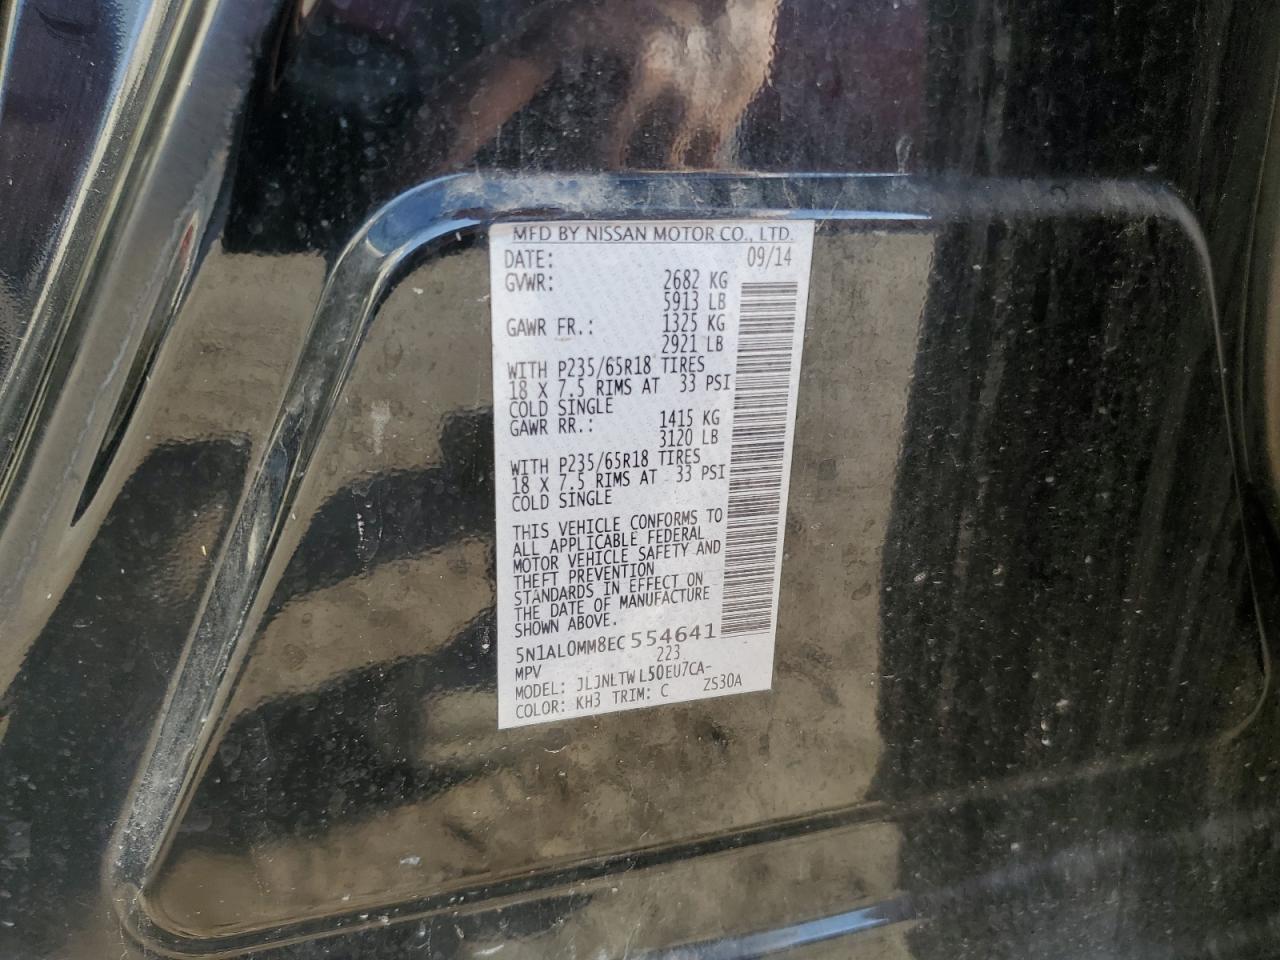 MFD BY NISSAN MOTOR CO., LTD.
DATE: 09/14
GVWR: 2682 KG
5913 LB
GAWR FR.: 1325 KG
2921 LB
WITH P235/65R18 TIRES
18 X 7.5 RIMS AT 33 PSI
COLD SINGLE
GAWR RR.: 1415 KG
3120 LB
WITH P235/65R18 TIRES
18 X 7.5 RIMS AT 33 PSI
COLD SINGLE
THIS VEHICLE CONFORMS TO
ALL APPLICABLE FEDERAL
MOTOR VEHICLE SAFETY AND
THEFT PREVENTION
STANDARDS IN EFFECT ON
THE DATE OF MANUFACTURE
SHOWN ABOVE.
5N1AL0MM8EC554641
MPV 223
MODEL: JLJNLTWL50EU7CA-
COLOR: KH3 TRIM: C ZS30A